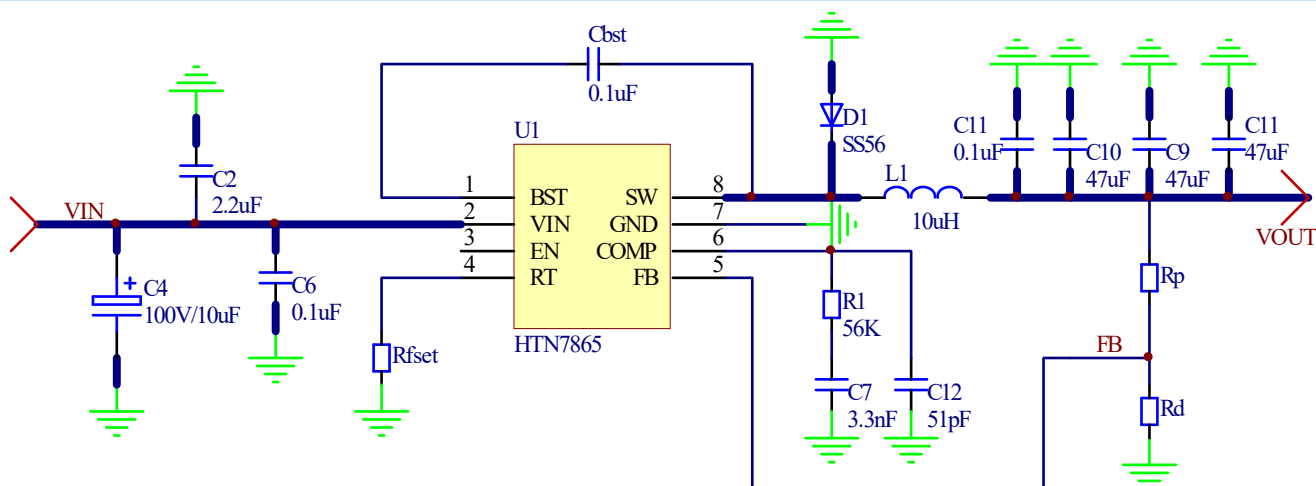 Cbst
0.1uF
D1
SS56
C11
0.1uF
C10
47uF
C9
47uF
C11
47uF
U1
C2
2.2uF
L1
10uH
VIN
VOUT
1
BST
SW
8
2
VIN
GND
7
3
EN
COMP
6
4
RT
FB
5
HTN7865
+
C4
100V/10uF
C6
0.1uF
Rfset
R1
56K
C7
3.3nF
C12
51pF
Rp
FB
Rd